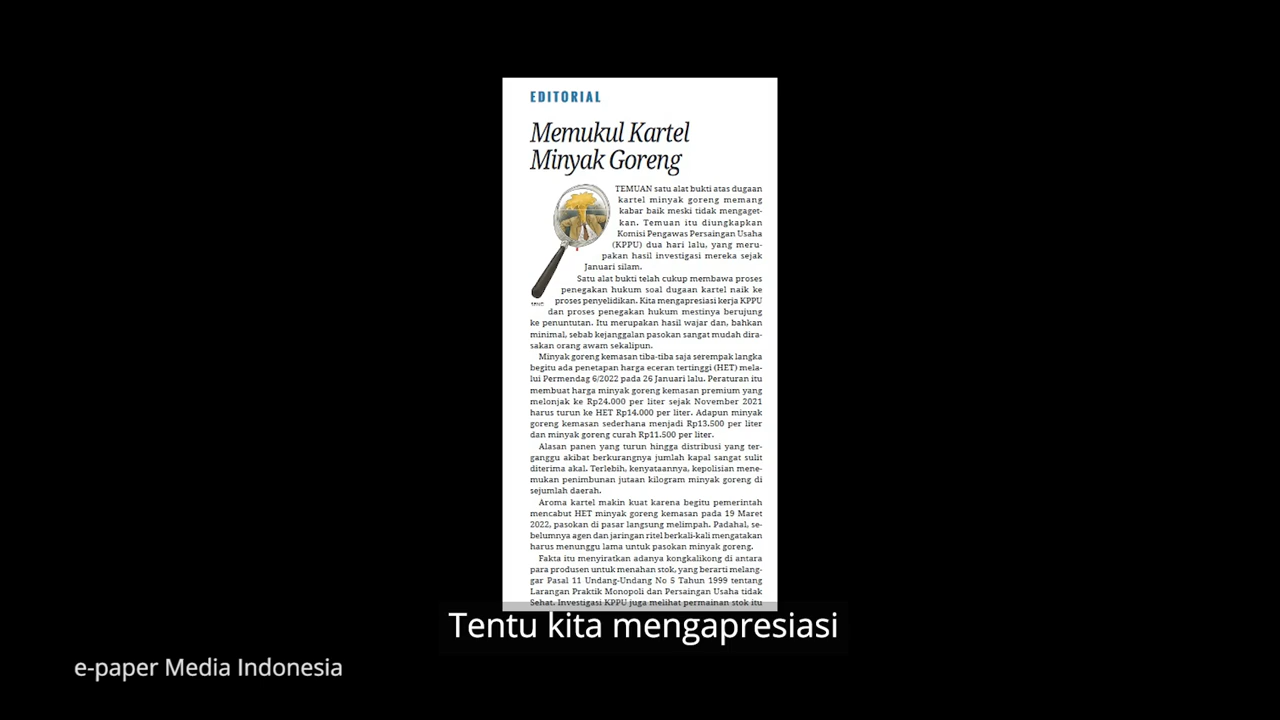 EDITORIAL
Memukul Kartel
Minyak Goreng
TEMUAN satu alat bukti atas dugaan
kartel minyak goreng memang
kabar baik meski tidak mengaget-
kan. Temuan itu diungkapkan
Komisi Pengawas Persaingan Usaha
(KPPU) dua hari lalu, yang meru-
pakan hasil investigasi mereka sejak
Januari silam.
Satu alat bukti telah cukup membawa proses
penegakan hukum soal dugaan kartel naik ke
proses penyelidikan. Kita mengapresiasi kerja KPPU
dan proses penegakan hukum mestinya berujung
ke penuntutan. Itu merupakan hasil wajar dan, bahkan
minimal, sebab kejanggalan pasokan sangat mudah dira-
sakan orang awam sekalipun.
Minyak goreng kemasan tiba-tiba saja serempak langka
begitu ada penetapan harga eceran tertinggi (HET) mela-
lui Permendag 6/2022 pada 26 Januari lalu. Peraturan itu
membuat harga minyak goreng kemasan premium yang
melonjak ke Rp24.000 per liter sejak November 2021
harus turun ke HET Rp14.000 per liter. Adapun minyak
goreng kemasan sederhana menjadi Rp13.500 per liter
dan minyak goreng curah Rp11.500 per liter.
Alasan panen yang turun hingga distribusi yang ter-
ganggu akibat berkurangnya jumlah kapal sangat sulit
diterima akal. Terlebih, kenyataannya, kepolisian mene-
mukan penimbunan jutaan kilogram minyak goreng di
sejumlah daerah.
Aroma kartel makin kuat karena begitu pemerintah
mencabut HET minyak goreng kemasan pada 19 Maret
2022, pasokan di pasar langsung melimpah. Padahal, se-
belumnya agen dan jaringan ritel berkali-kali mengatakan
harus menunggu lama untuk pasokan minyak goreng.
Fakta itu menyiratkan adanya kongkalikong di antara
para produsen untuk menahan stok, yang berarti melang-
gar Pasal 11 Undang-Undang No 5 Tahun 1999 tentang
Larangan Praktik Monopoli dan Persaingan Usaha tidak
Sehat. Investigasi KPPU juga melihat permainan stok itu
Tentu kita mengapresiasi
e-paper Media Indonesia